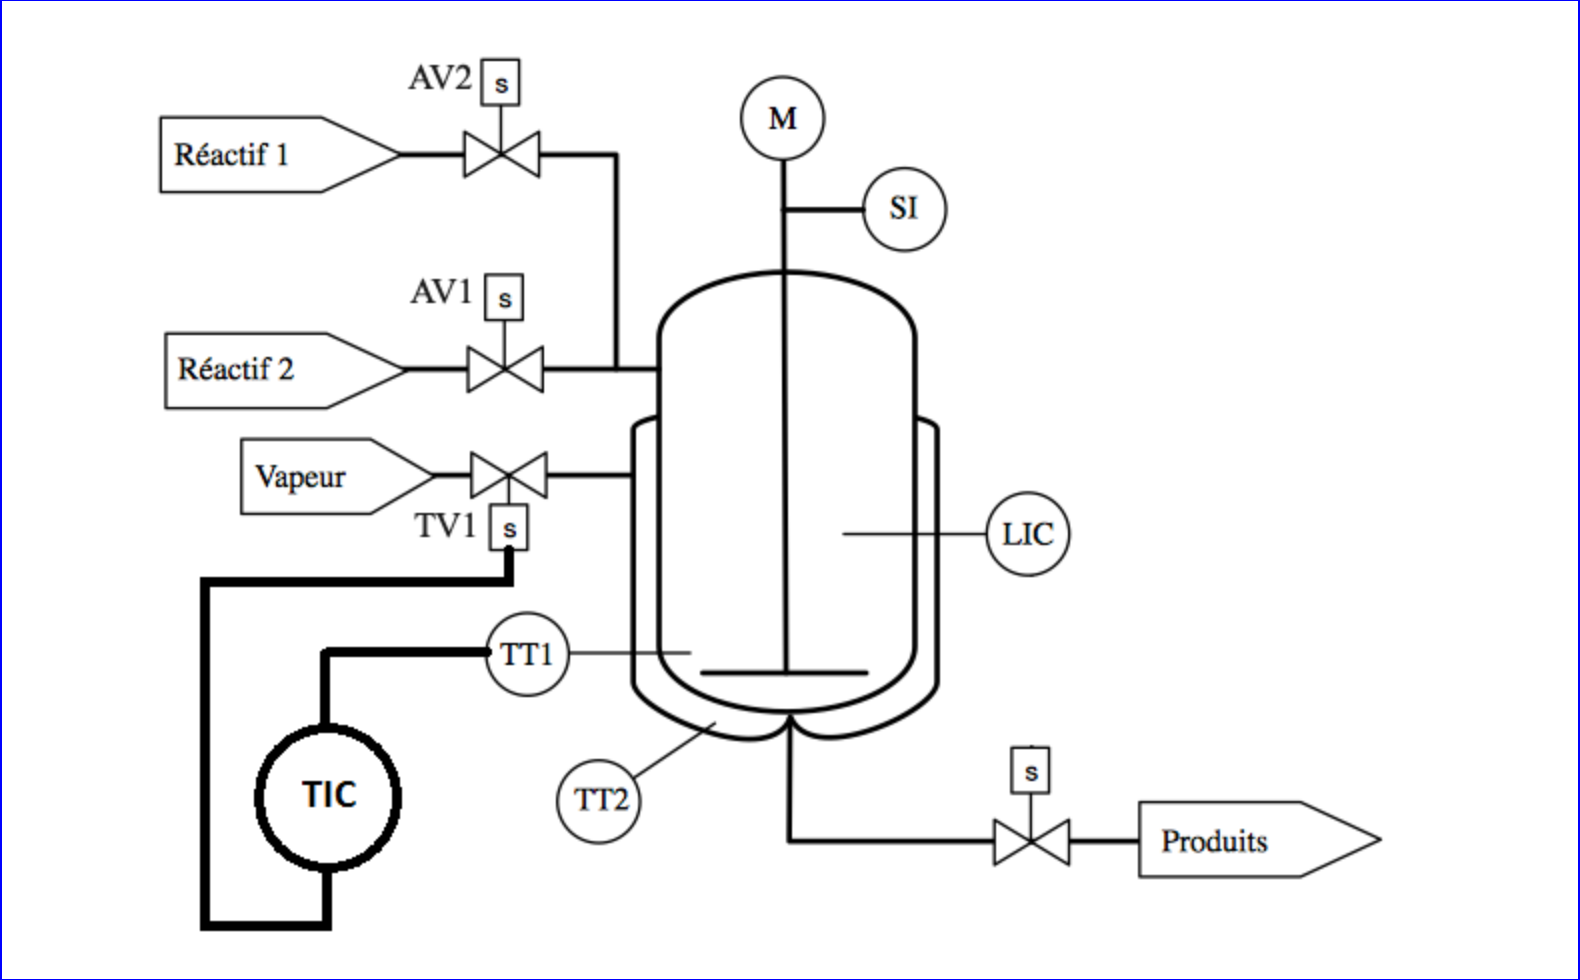 AV2
s
M
Réactif 1
SI
AV1
s
Réactif 2
Vapeur
TV1
s
LIC
TT1
TIC
TT2
s
Produits